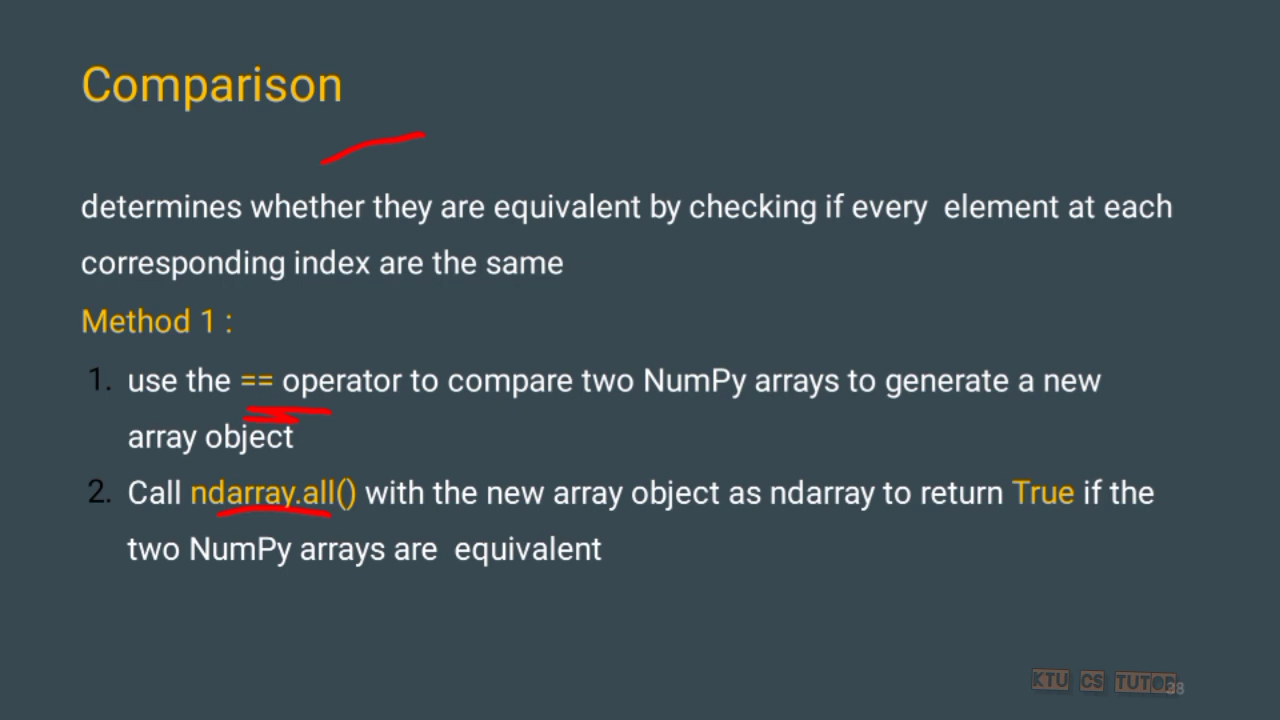 Comparison
determines whether they are equivalent by checking if every element at each
corresponding index are the same
Method 1 :
1. use the == operator to compare two NumPy arrays to generate a new
array object
2. Call ndarray.all() with the new array object as ndarray to return True if the
two NumPy arrays are equivalent
KTU CS TUTOR